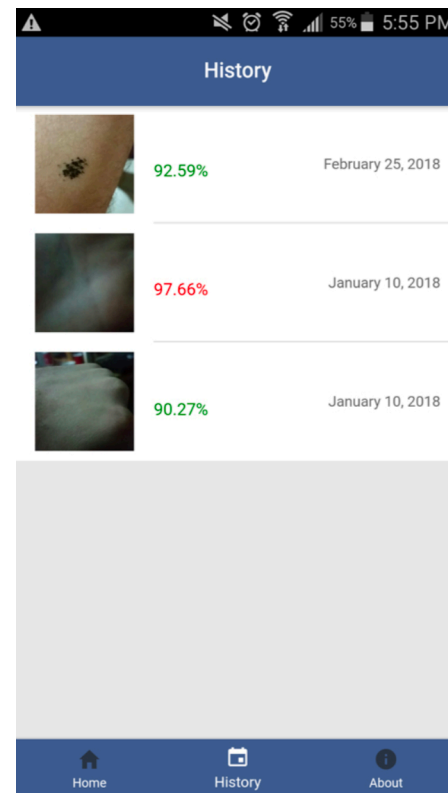 55% 5:55 PM
History
92.59% February 25, 2018
97.66% January 10, 2018
90.27% January 10, 2018
Home History About